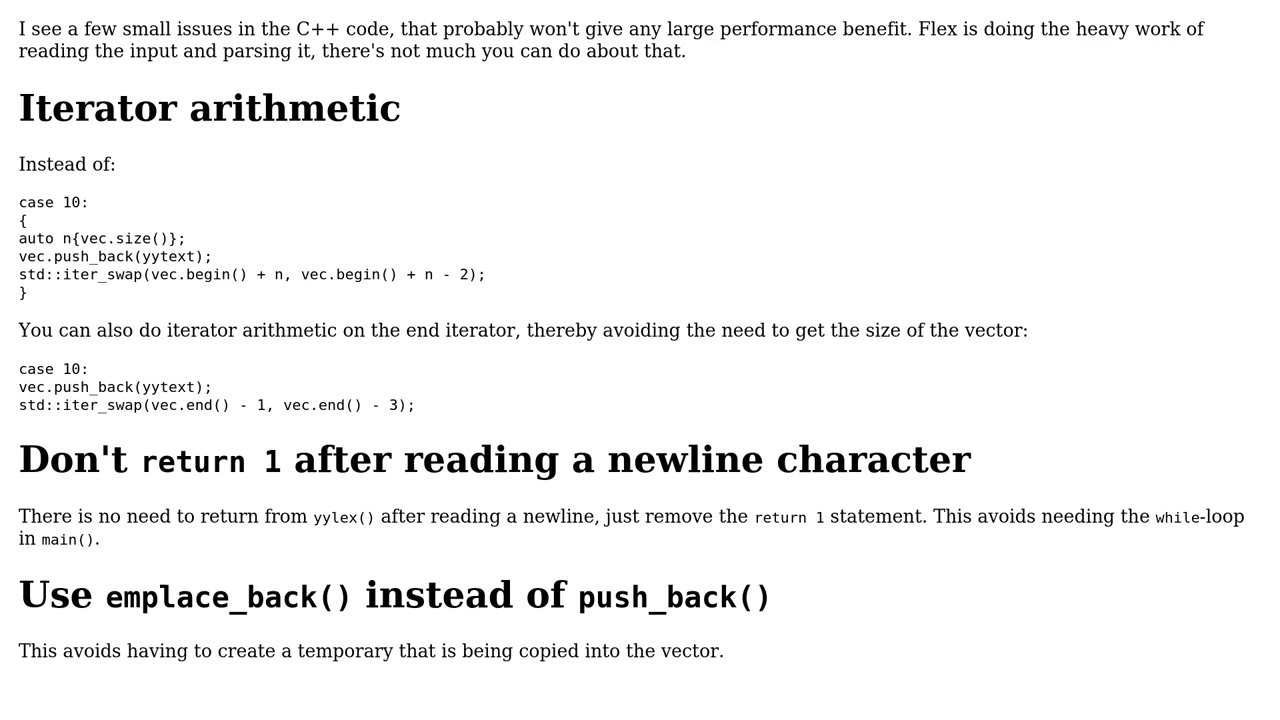 I see a few small issues in the C++ code, that probably won't give any large performance benefit. Flex is doing the heavy work of
reading the input and parsing it, there's not much you can do about that.
Iterator arithmetic
Instead of:
case 10:
{
auto n{vec.size()};
vec.push_back(yytext);
std::iter_swap(vec.begin() + n, vec.begin() + n - 2);
}
You can also do iterator arithmetic on the end iterator, thereby avoiding the need to get the size of the vector:
case 10:
vec.push_back(yytext);
std::iter_swap(vec.end() - 1, vec.end() - 3);
Don't return 1 after reading a newline character
There is no need to return from yylex() after reading a newline, just remove the return 1 statement. This avoids needing the while-loop
in main().
Use emplace_back() instead of push_back()
This avoids having to create a temporary that is being copied into the vector.